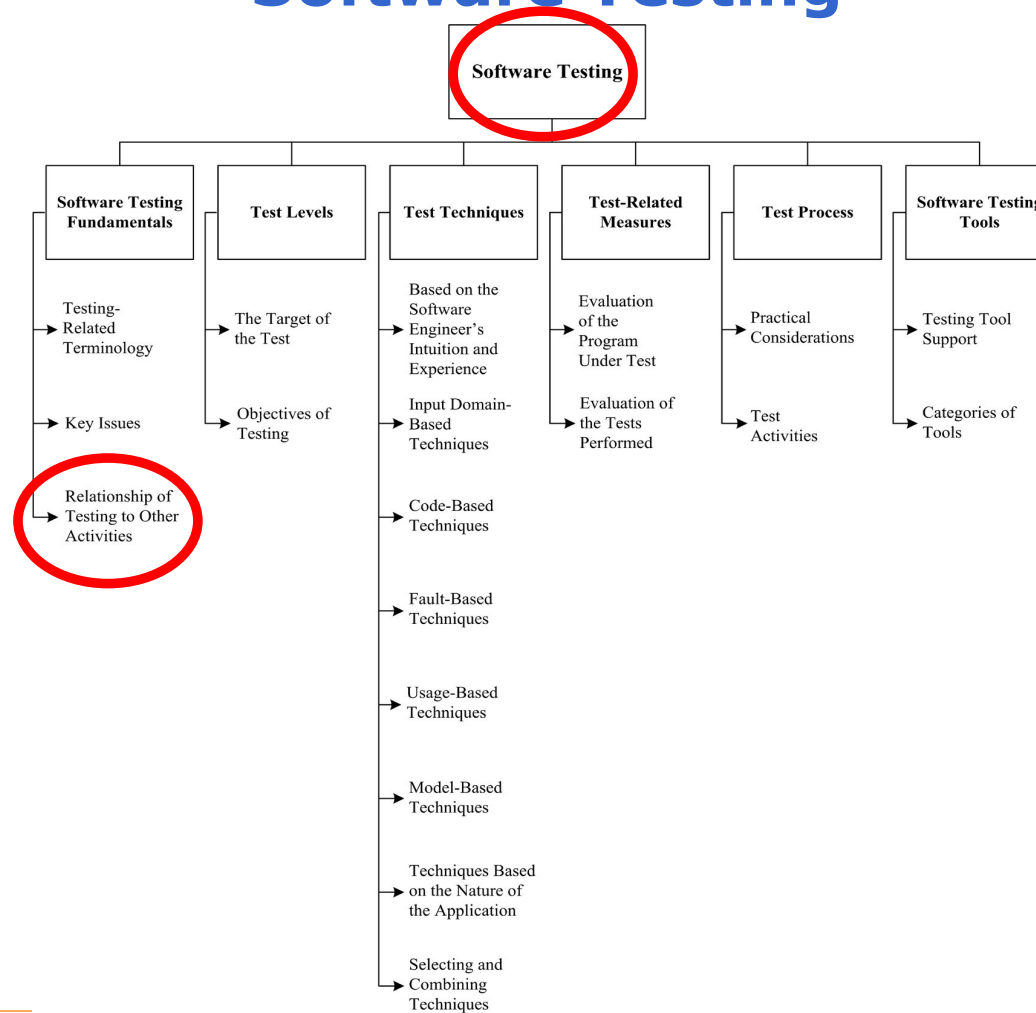 Software Testing
Software Testing
Software Testing
Fundamentals
Test Levels
Test Techniques
Test-Related
Measures
Test Process
Software Testing
Tools
Testing-
Related
Terminology
Key Issues
Relationship of
Testing to Other
Activities
The Target of
the Test
Objectives of
Testing
Based on the
Software
Engineer's
Intuition and
Experience
Input Domain-
Based
Techniques
Code-Based
Techniques
Fault-Based
Techniques
Usage-Based
Techniques
Model-Based
Techniques
Techniques Based
on the Nature of
the Application
Selecting and
Combining
Techniques
Evaluation
of the
Program
Under Test
Evaluation of
the Tests
Performed
Practical
Considerations
Test
Activities
Testing Tool
Support
Categories of
Tools